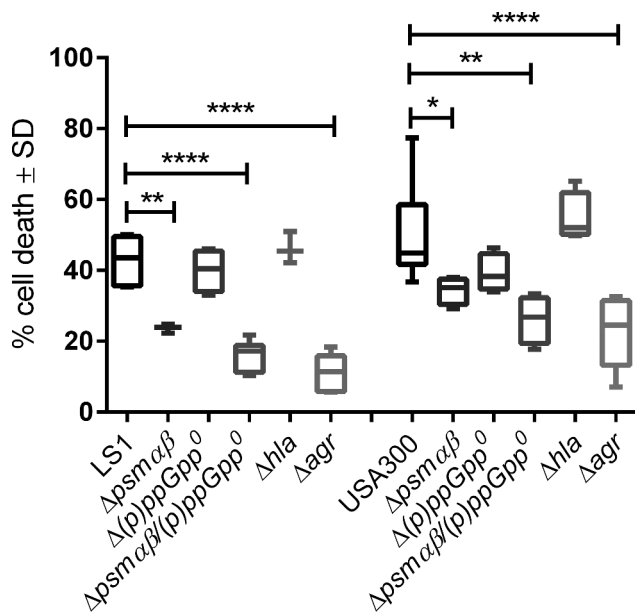 ****
**
*
****
****
**
% cell death ± SD
100
80
60
40
20
0
LS1
Δpsmαβ
Δ(p)ppGpp⁰
Δpsmαβ/(p)ppGpp⁰
Δhla
Δagr
USA300
Δpsmαβ
Δ(p)ppGpp⁰
Δpsmαβ/(p)ppGpp⁰
Δhla
Δagr